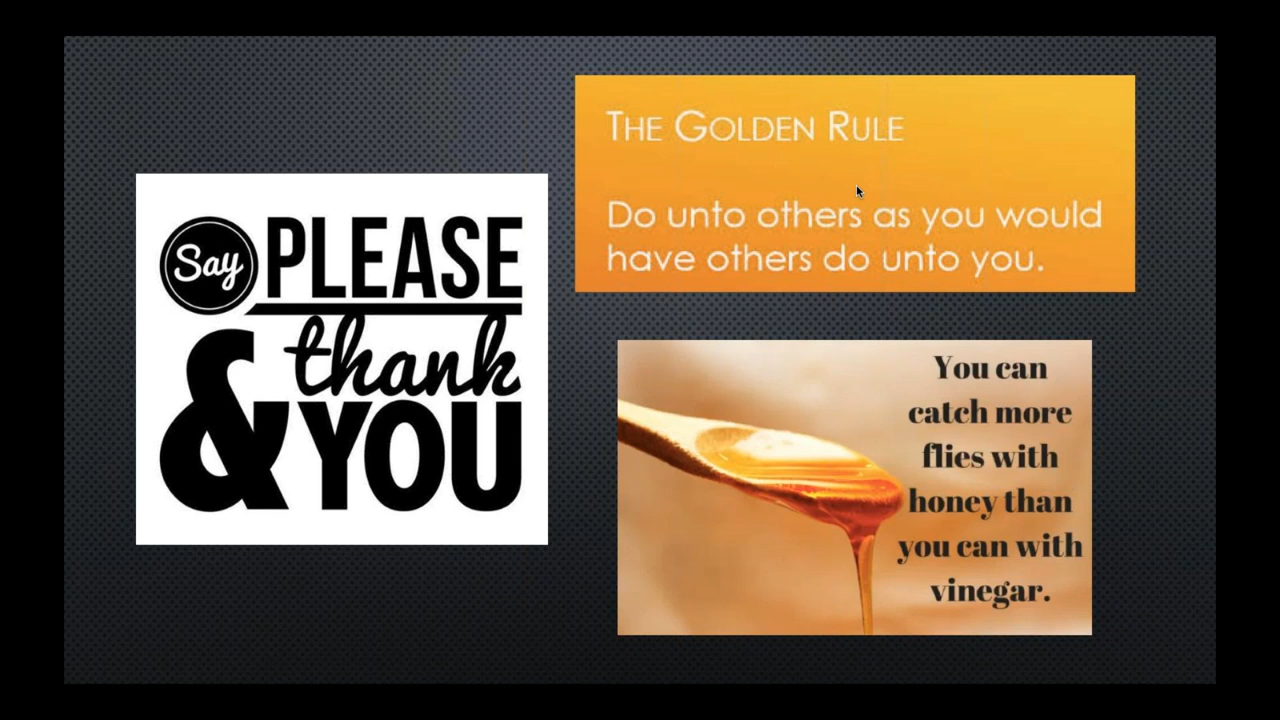 Say PLEASE
& thank
YOU
THE GOLDEN RULE
Do unto others as you would
have others do unto you.
You can
catch more
flies with
honey than
you can with
vinegar.